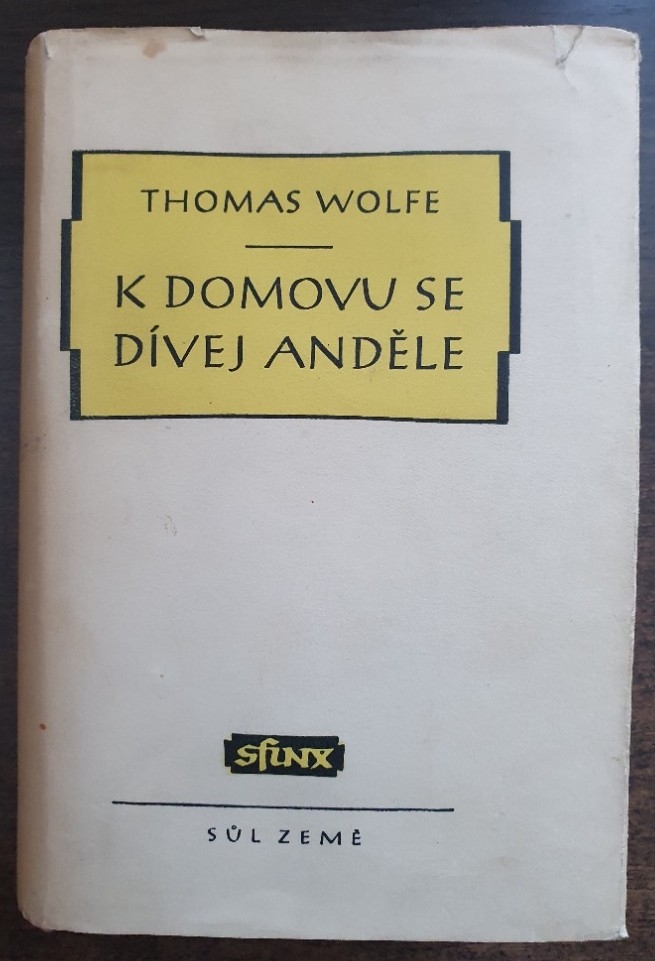 THOMAS WOLFE
K DOMOVU SE
DÍVEJ ANDĚLE
sfinx
SŮL ZEMĚ